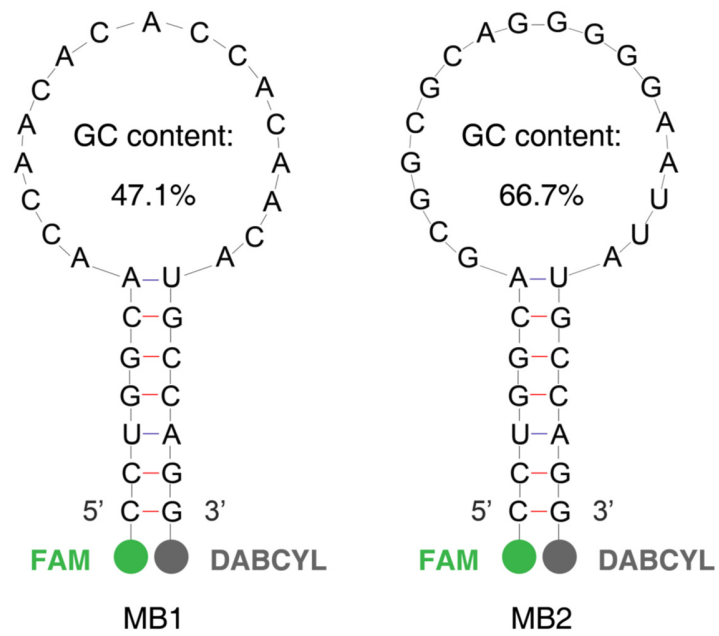 A C C A A C A C A C C A C A A C A
GC content:
47.1%
A U
C G
G C
G C
U A
C G
5’ C G 3’
FAM DABCYL
MB1
G C G G C G C A G G G G G A A U U A
GC content:
66.7%
A U
C G
G C
G C
U A
C G
5’ C G 3’
FAM DABCYL
MB2